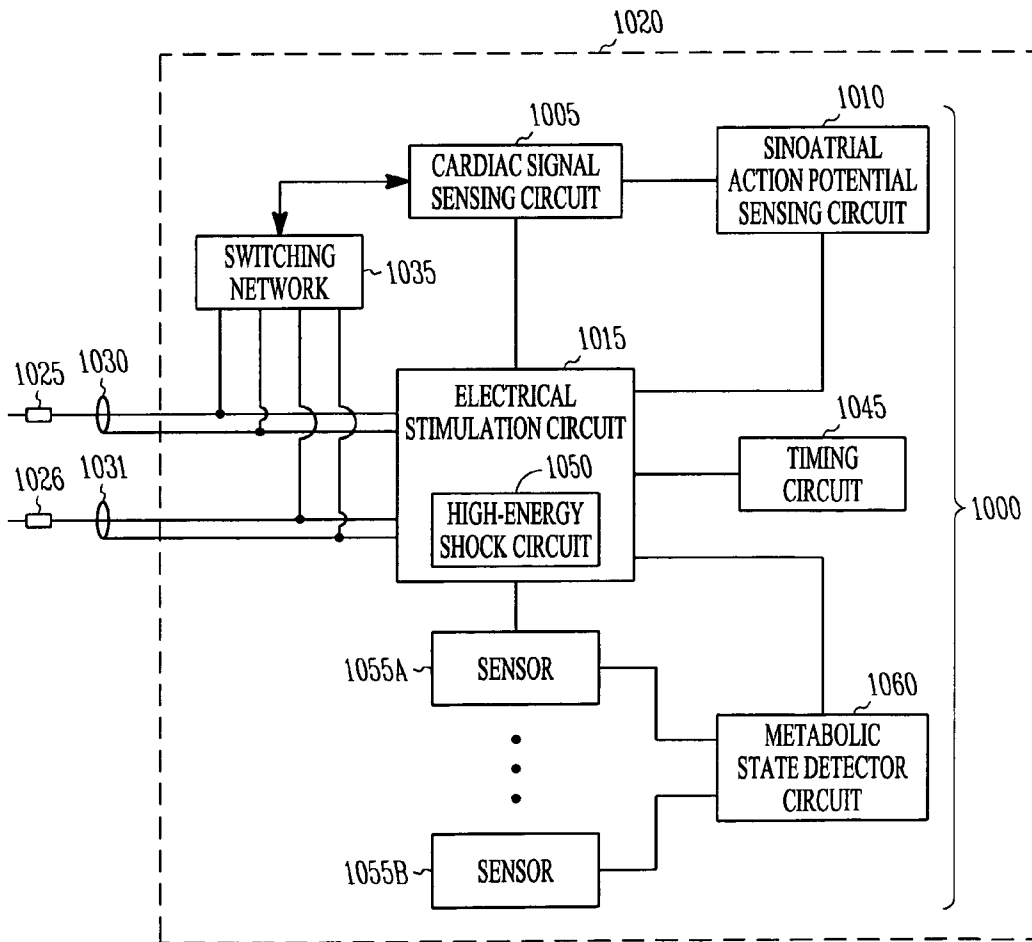 1020
1005
CARDIAC SIGNAL
SENSING CIRCUIT
1010
SINOATRIAL
ACTION POTENTIAL
SENSING CIRCUIT
SWITCHING
NETWORK
1035
1025
1030
1015
ELECTRICAL
STIMULATION CIRCUIT
1045
TIMING
CIRCUIT
1026
1031
1050
HIGH-ENERGY
SHOCK CIRCUIT
1000
1055A
SENSOR
1060
METABOLIC
STATE DETECTOR
CIRCUIT
1055B
SENSOR